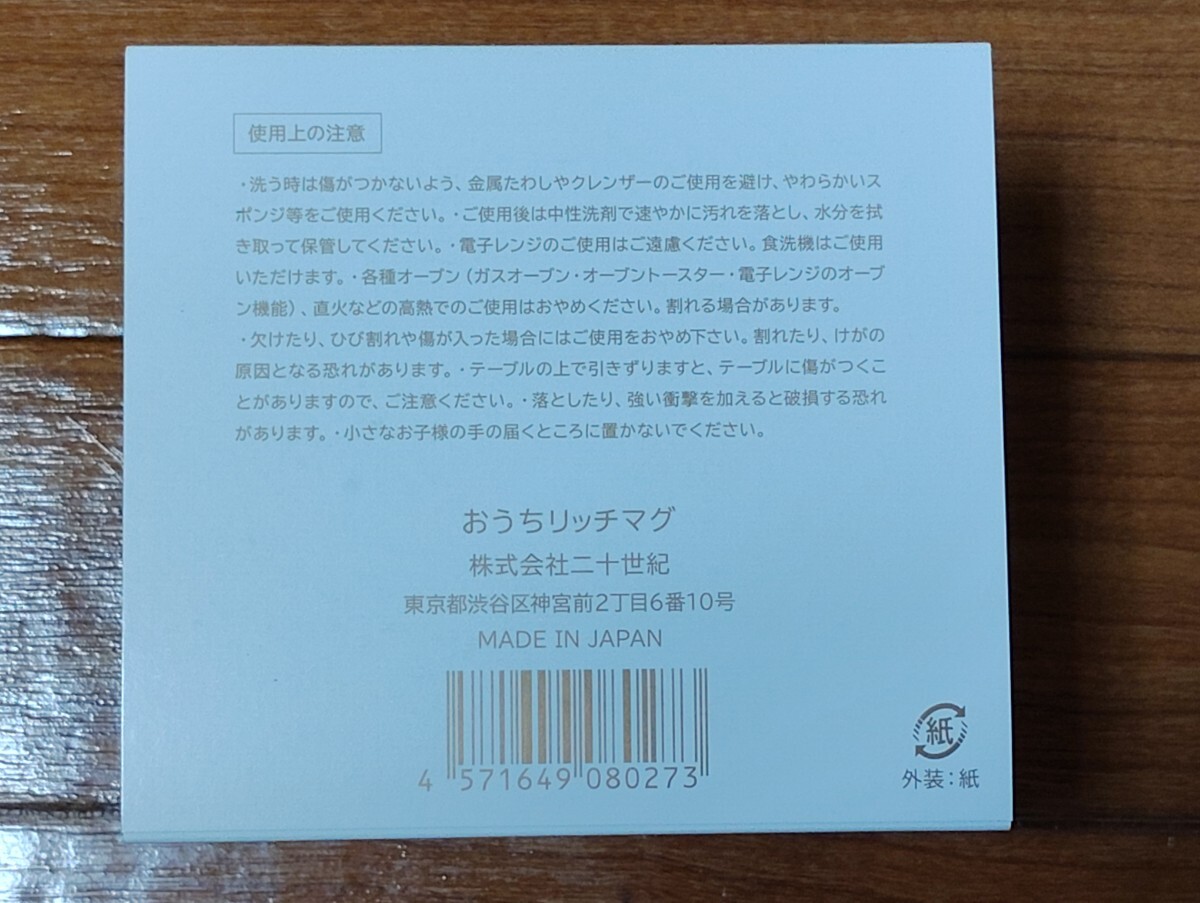 使用上の注意
・洗う時は傷がつかないよう、金属たわしやクレンザーのご使用を避け、やわらかいス
ポンジ等をご使用ください。・ご使用後は中性洗剤で速やかに汚れを落とし、水分を拭
き取って保管してください。・電子レンジのご使用はご遠慮ください。食洗機はご使用
いただけます。・各種オーブン（ガスオーブン・オーブントースター・電子レンジのオーブ
ン機能）、直火などの高熱でのご使用はおやめください。割れる場合があります。
・欠けたり、ひび割れや傷が入った場合にはご使用をおやめ下さい。割れたり、けがの
原因となる恐れがあります。・テーブルの上で引きずりますと、テーブルに傷がつくこ
とがありますので、ご注意ください。・落としたり、強い衝撃を加えると破損する恐れ
があります。・小さなお子様の手の届くところに置かないでください。
おうちリッチマグ
株式会社二十世紀
東京都渋谷区神宮前2丁目6番10号
MADE IN JAPAN
4 571649 080273
紙
外装：紙